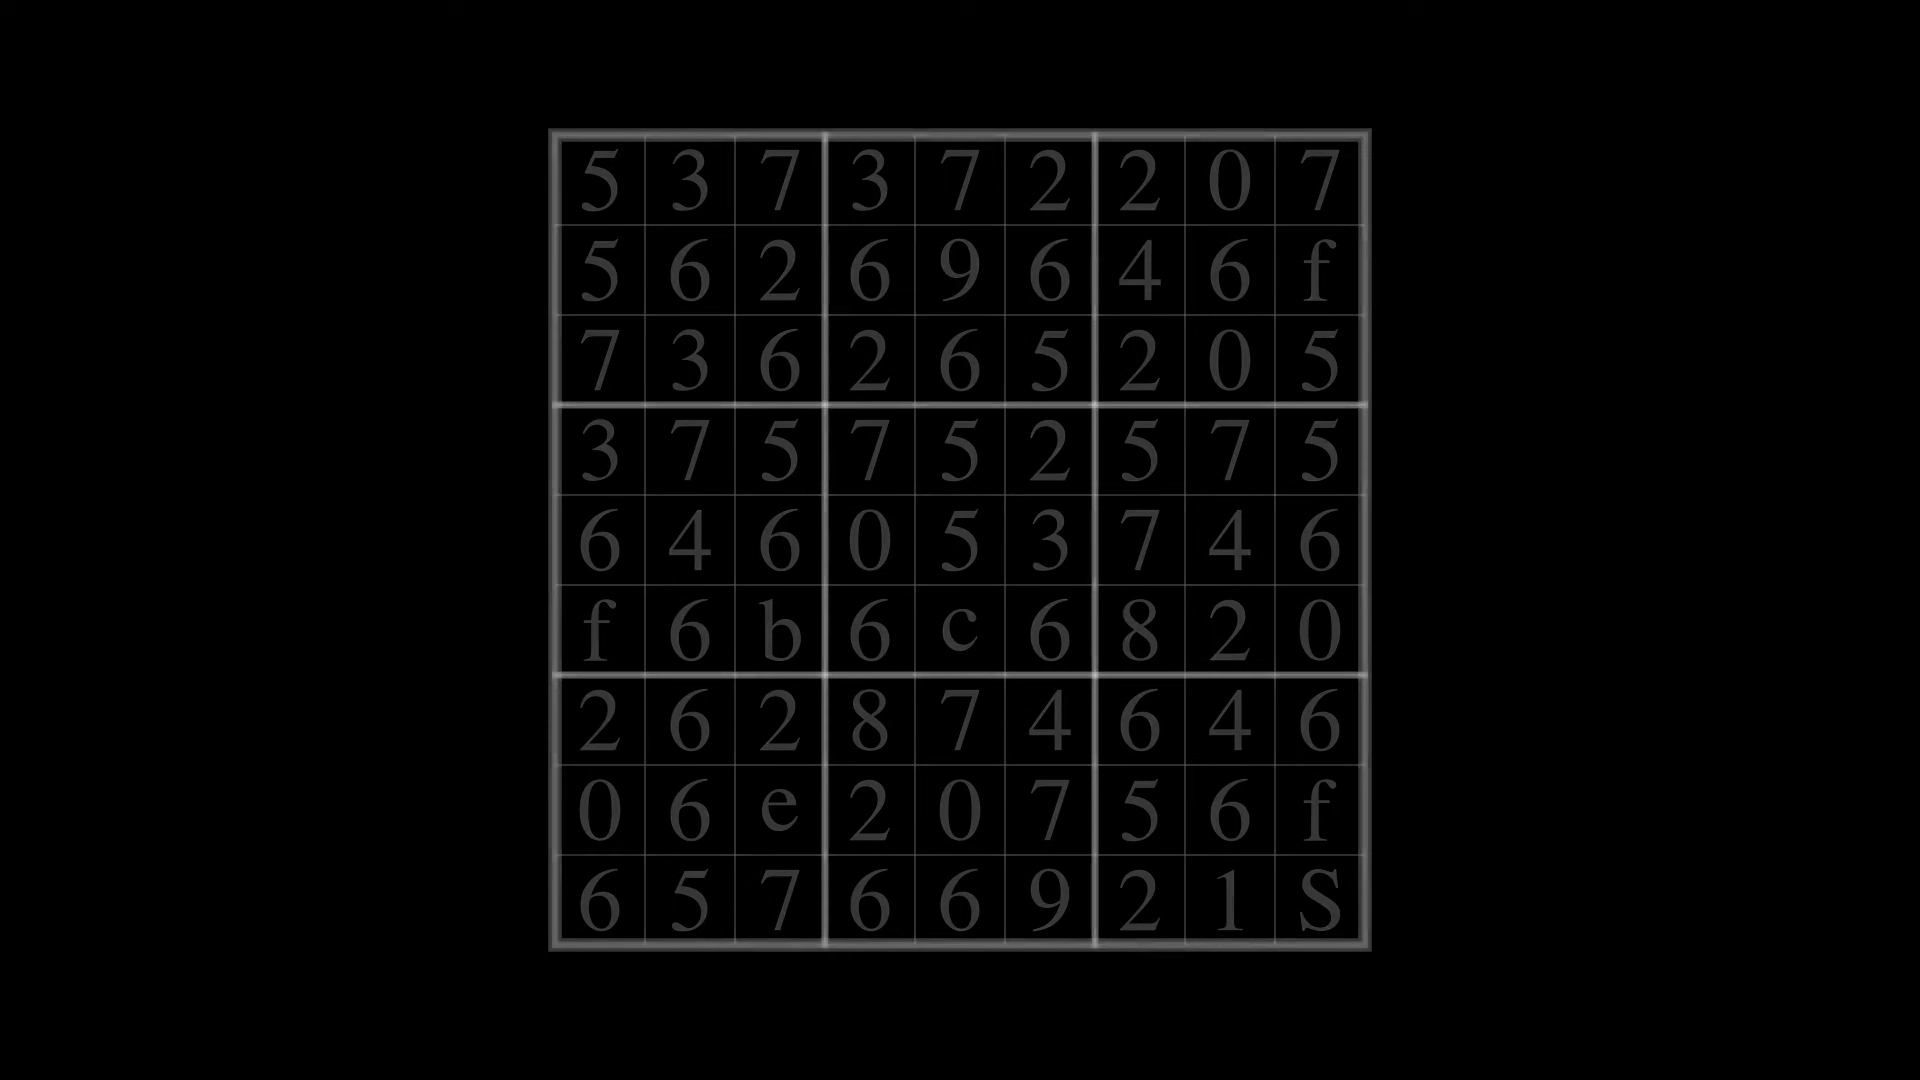 5 3 7 3 7 2 2 0 7
5 6 2 6 9 6 4 6 f
7 3 6 2 6 5 2 0 5
3 7 5 7 5 2 5 7 5
6 4 6 0 5 3 7 4 6
f 6 b 6 c 6 8 2 0
2 6 2 8 7 4 6 4 6
0 6 e 2 0 7 5 6 f
6 5 7 6 6 9 2 1 S